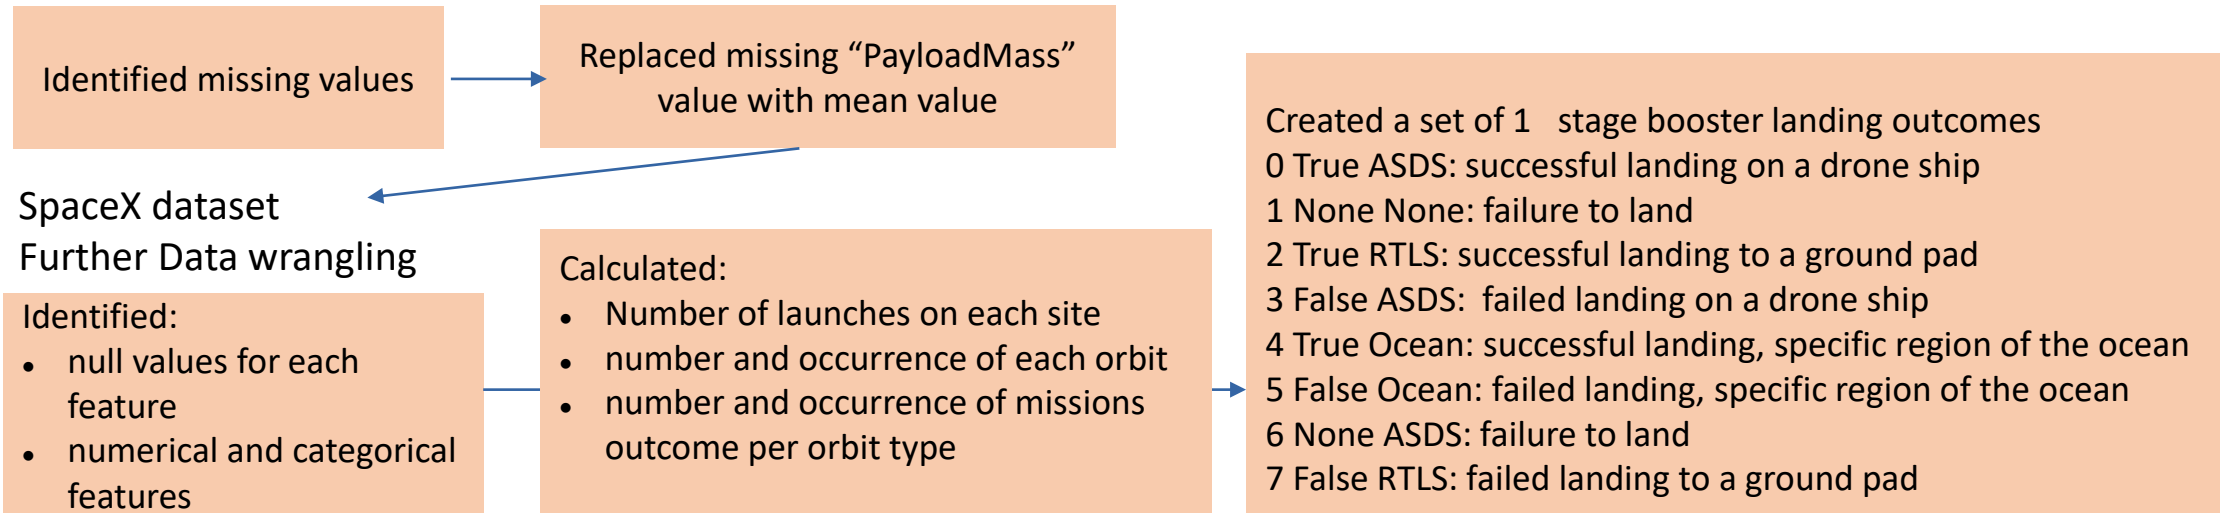 Identified missing values
Replaced missing “PayloadMass”
value with mean value
SpaceX dataset
Further Data wrangling
Identified:
• null values for each
feature
• numerical and categorical
features
Calculated:
• Number of launches on each site
• number and occurrence of each orbit
• number and occurrence of missions
outcome per orbit type
Created a set of 1 stage booster landing outcomes
0 True ASDS: successful landing on a drone ship
1 None None: failure to land
2 True RTLS: successful landing to a ground pad
3 False ASDS: failed landing on a drone ship
4 True Ocean: successful landing, specific region of the ocean
5 False Ocean: failed landing, specific region of the ocean
6 None ASDS: failure to land
7 False RTLS: failed landing to a ground pad